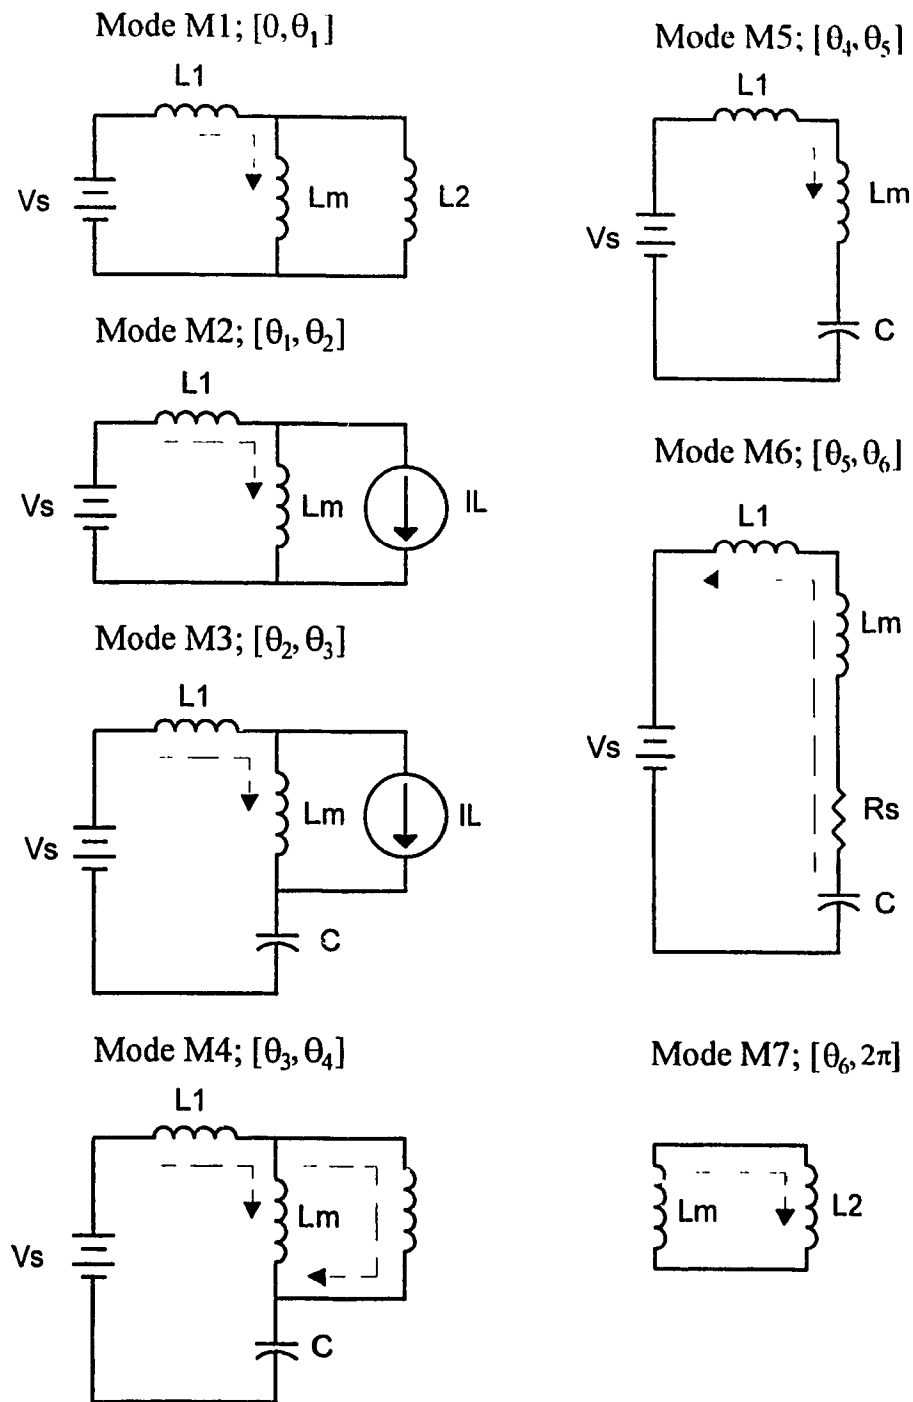 Mode M1; [0,θ₁]
L1
Vs
Lm
L2
Mode M2; [θ₁,θ₂]
L1
Vs
Lm
IL
Mode M3; [θ₂,θ₃]
L1
Vs
Lm
IL
C
Mode M4; [θ₃,θ₄]
L1
Vs
Lm
C
Mode M5; [θ₄,θ₅]
L1
Vs
Lm
C
Mode M6; [θ₅,θ₆]
L1
Lm
Vs
Rs
C
Mode M7; [θ₆,2π]
Lm
L2